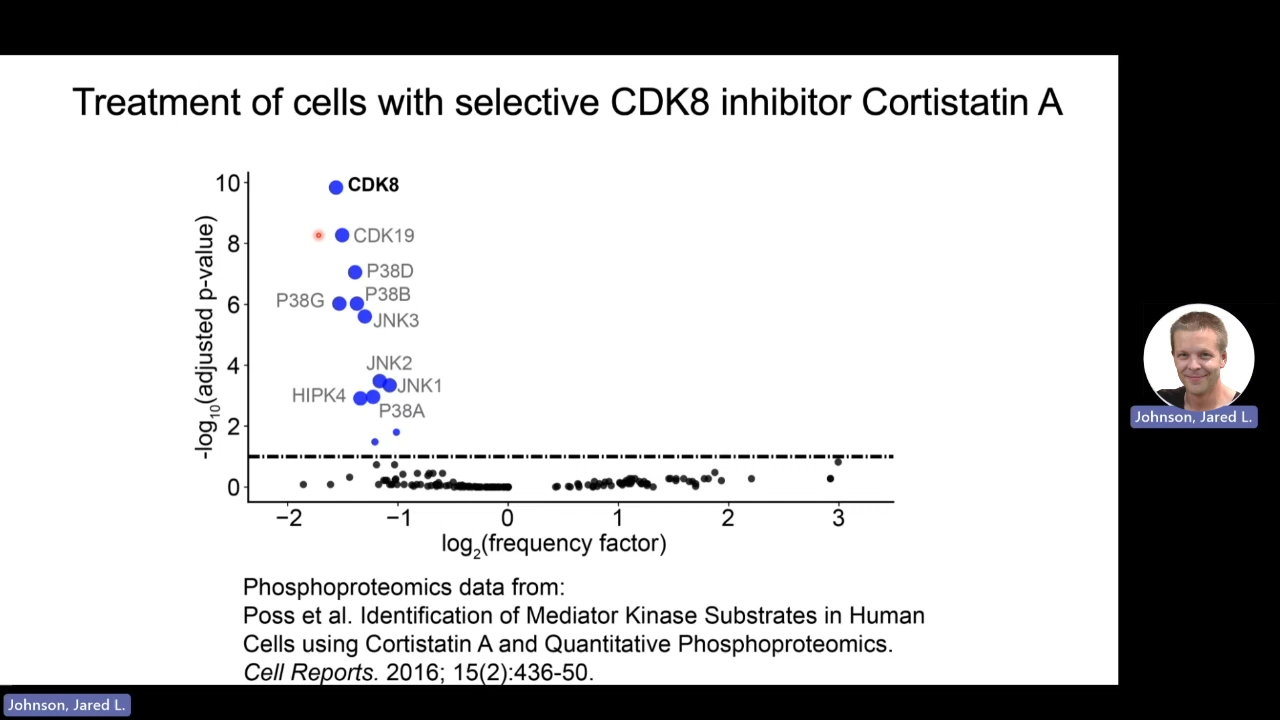 Treatment of cells with selective CDK8 inhibitor Cortistatin A
-log10(adjusted p-value)
10
8
6
4
2
0
CDK8
CDK19
P38D
P38G
P38B
JNK3
JNK2
JNK1
HIPK4
P38A
−2
−1
0
1
2
3
log2(frequency factor)
Phosphoproteomics data from:
Poss et al. Identification of Mediator Kinase Substrates in Human
Cells using Cortistatin A and Quantitative Phosphoproteomics.
Cell Reports. 2016; 15(2):436-50.
Johnson, Jared L.
Johnson, Jared L.